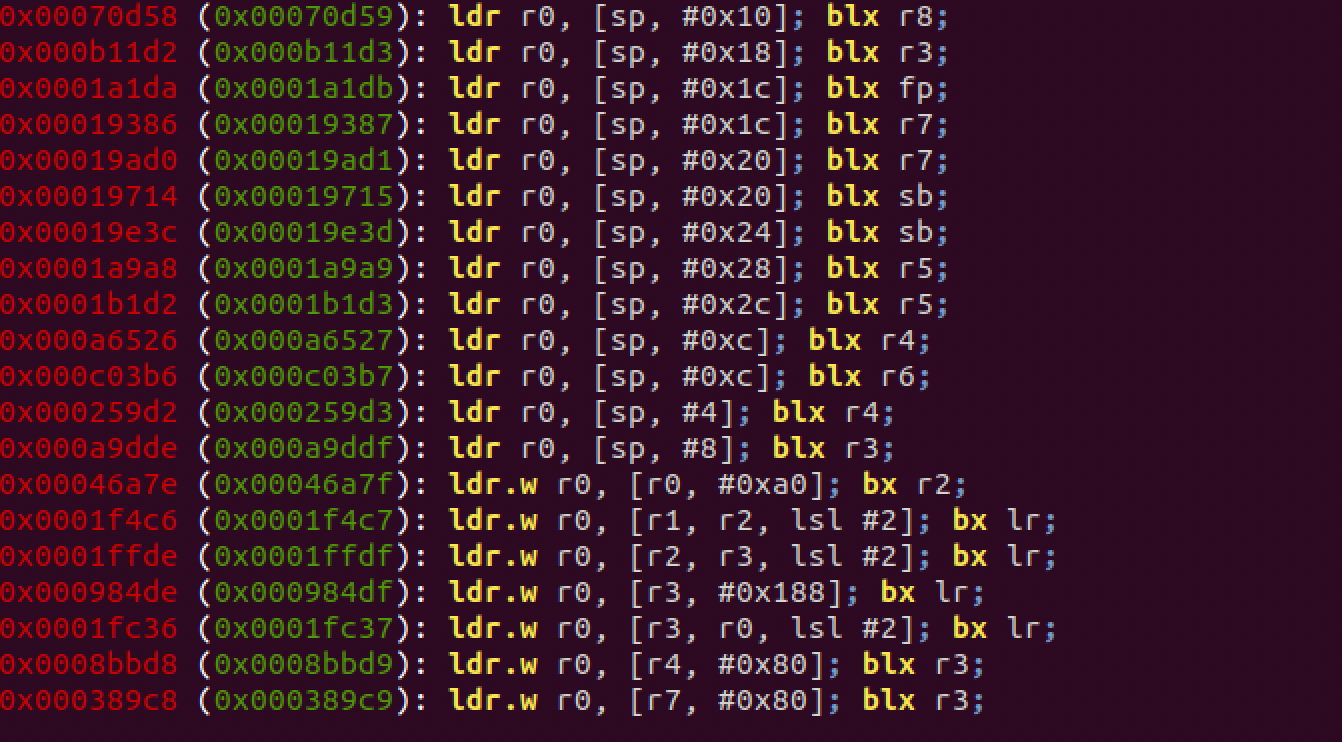 0x00070d58 (0x00070d59): ldr r0, [sp, #0x10]; blx r8;
0x000b11d2 (0x000b11d3): ldr r0, [sp, #0x18]; blx r3;
0x0001a1da (0x0001a1db): ldr r0, [sp, #0x1c]; blx fp;
0x00019386 (0x00019387): ldr r0, [sp, #0x1c]; blx r7;
0x00019ad0 (0x00019ad1): ldr r0, [sp, #0x20]; blx r7;
0x00019714 (0x00019715): ldr r0, [sp, #0x20]; blx sb;
0x00019e3c (0x00019e3d): ldr r0, [sp, #0x24]; blx sb;
0x0001a9a8 (0x0001a9a9): ldr r0, [sp, #0x28]; blx r5;
0x0001b1d2 (0x0001b1d3): ldr r0, [sp, #0x2c]; blx r5;
0x000a6526 (0x000a6527): ldr r0, [sp, #0xc]; blx r4;
0x000c03b6 (0x000c03b7): ldr r0, [sp, #0xc]; blx r6;
0x000259d2 (0x000259d3): ldr r0, [sp, #4]; blx r4;
0x000a9dde (0x000a9ddf): ldr r0, [sp, #8]; blx r3;
0x00046a7e (0x00046a7f): ldr.w r0, [r0, #0xa0]; bx r2;
0x0001f4c6 (0x0001f4c7): ldr.w r0, [r1, r2, lsl #2]; bx lr;
0x0001ffde (0x0001ffdf): ldr.w r0, [r2, r3, lsl #2]; bx lr;
0x000984de (0x000984df): ldr.w r0, [r3, #0x188]; bx lr;
0x0001fc36 (0x0001fc37): ldr.w r0, [r3, r0, lsl #2]; bx lr;
0x0008bbd8 (0x0008bbd9): ldr.w r0, [r4, #0x80]; blx r3;
0x000389c8 (0x000389c9): ldr.w r0, [r7, #0x80]; blx r3;